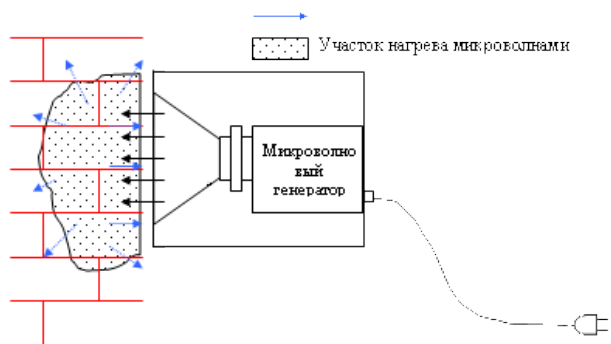 Участок нагрева микроволнами
Микроволно
вый
генератор